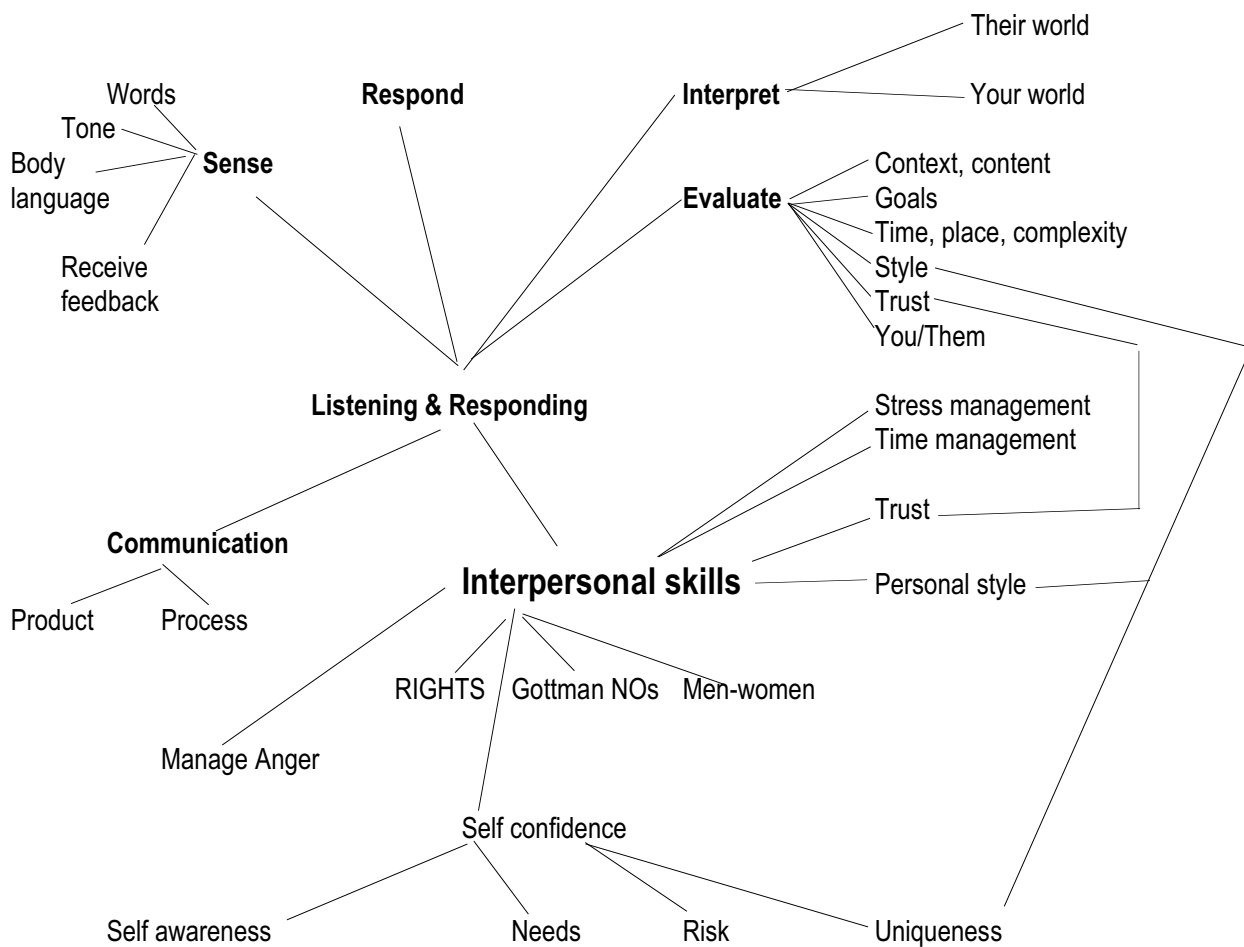 Their world
Words
Respond
Interpret
Your world
Tone
Body
language
Sense
Context, content
Evaluate
Goals
Time, place, complexity
Style
Receive
feedback
Trust
You/Them
Listening & Responding
Stress management
Time management
Trust
Communication
Interpersonal skills
Personal style
Product
Process
RIGHTS
Gottman NOs
Men-women
Manage Anger
Self confidence
Self awareness
Needs
Risk
Uniqueness